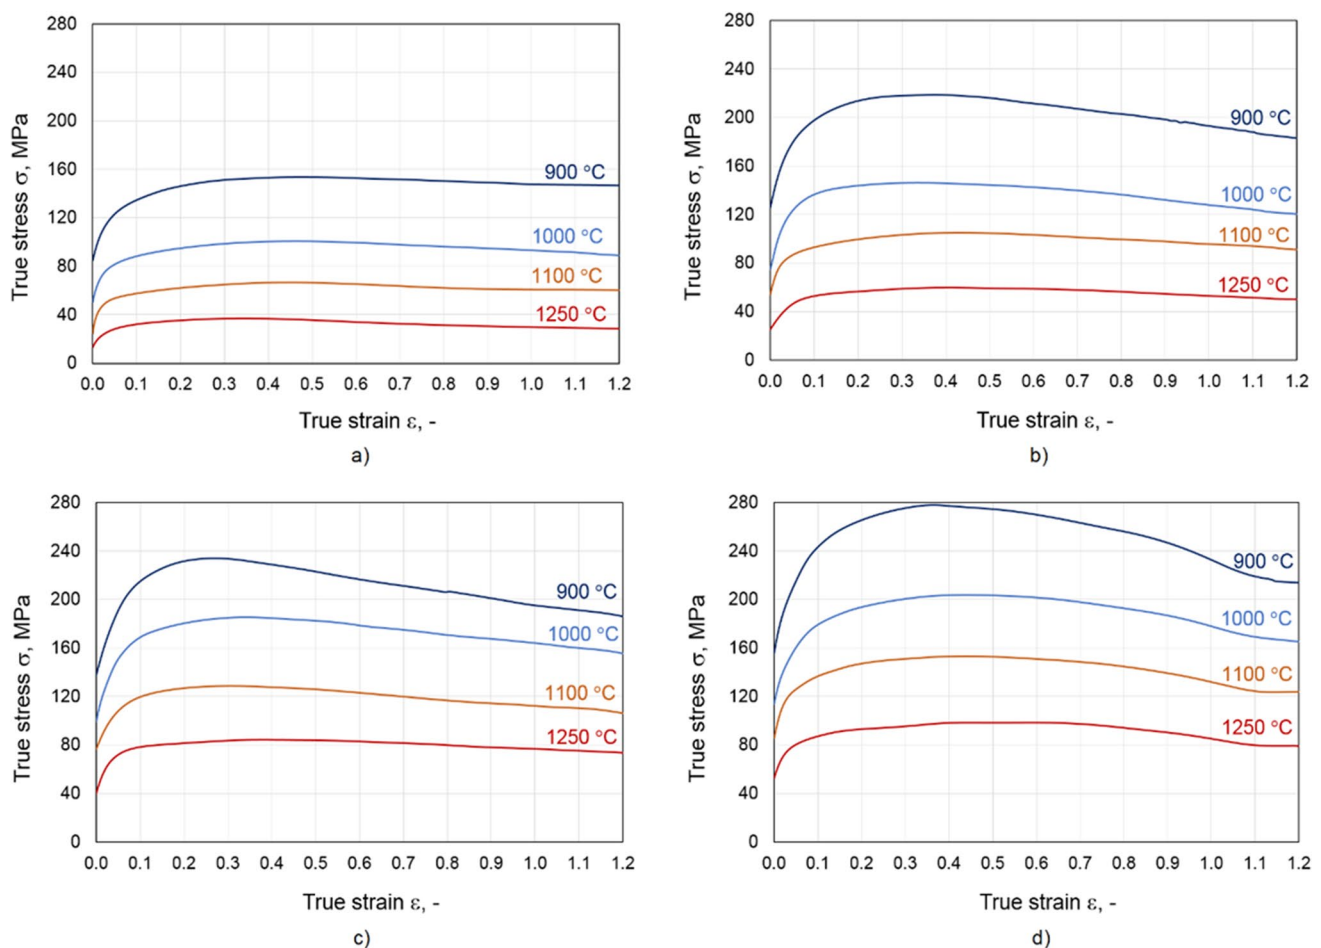 280
240
200
160
120
80
40
0
True stress σ, MPa
900 °C
1000 °C
1100 °C
1250 °C
0.0 0.1 0.2 0.3 0.4 0.5 0.6 0.7 0.8 0.9 1.0 1.1 1.2
True strain ε, -
a)
280
240
200
160
120
80
40
0
True stress σ, MPa
900 °C
1000 °C
1100 °C
1250 °C
0.0 0.1 0.2 0.3 0.4 0.5 0.6 0.7 0.8 0.9 1.0 1.1 1.2
True strain ε, -
b)
280
240
200
160
120
80
40
0
True stress σ, MPa
900 °C
1000 °C
1100 °C
1250 °C
0.0 0.1 0.2 0.3 0.4 0.5 0.6 0.7 0.8 0.9 1.0 1.1 1.2
True strain ε, -
c)
280
240
200
160
120
80
40
0
True stress σ, MPa
900 °C
1000 °C
1100 °C
1250 °C
0.0 0.1 0.2 0.3 0.4 0.5 0.6 0.7 0.8 0.9 1.0 1.1 1.2
True strain ε, -
d)